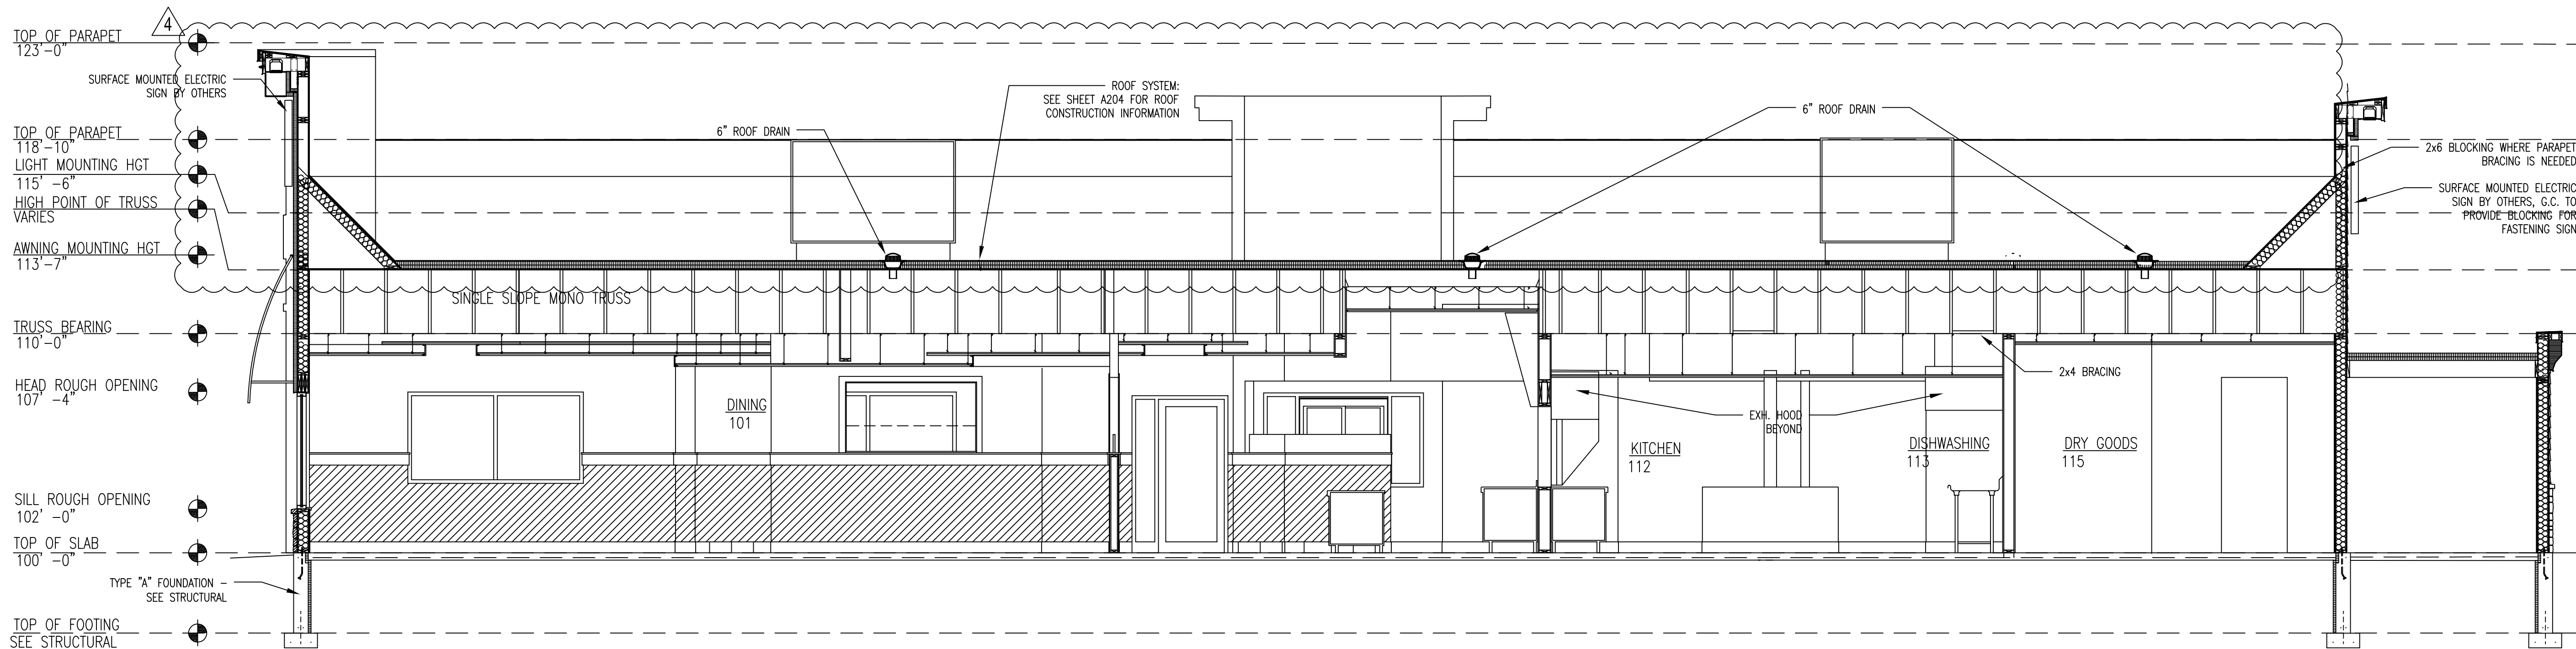 4
TOP OF PARAPET
123'-0"
SURFACE MOUNTED ELECTRIC
SIGN BY OTHERS
TOP OF PARAPET
118'-10"
LIGHT MOUNTING HGT
115' -6"
HIGH POINT OF TRUSS
VARIES
AWNING MOUNTING HGT
113'-7"
TRUSS BEARING
110'-0"
HEAD ROUGH OPENING
107' -4"
SILL ROUGH OPENING
102' -0"
TOP OF SLAB
100' -0"
TYPE "A" FOUNDATION -
SEE STRUCTURAL
TOP OF FOOTING
SEE STRUCTURAL
6" ROOF DRAIN
ROOF SYSTEM:
SEE SHEET A204 FOR ROOF
CONSTRUCTION INFORMATION
6" ROOF DRAIN
2x6 BLOCKING WHERE PARAPET
BRACING IS NEEDED
SURFACE MOUNTED ELECTRIC
SIGN BY OTHERS, G.C. TO
PROVIDE BLOCKING FOR
FASTENING SIGN
SINGLE SLOPE MONO TRUSS
2x4 BRACING
DINING
101
EXH. HOOD
BEYOND
KITCHEN
112
DISHWASHING
113
DRY GOODS
115